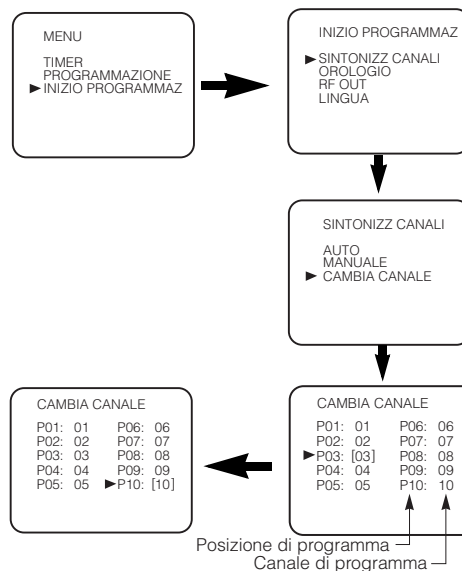 MENU
TIMER
PROGRAMMAZIONE
►INIZIO PROGRAMMAZ
INIZIO PROGRAMMAZ
►SINTONIZZ CANALI
OROLOGIO
RF OUT
LINGUA
SINTONIZZ CANALI
AUTO
MANUALE
► CAMBIA CANALE
CAMBIA CANALE
P01: 01 P06: 06
P02: 02 P07: 07
►P03: [03] P08: 08
P04: 04 P09: 09
P05: 05 P10: 10
Posizione di programma
Canale di programma
CAMBIA CANALE
P01: 01 P06: 06
P02: 02 P07: 07
P03: 03 P08: 08
P04: 04 P09: 09
P05: 05 ►P10: [10]